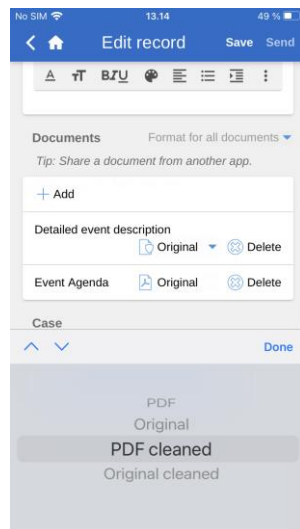 No SIM 13.14 49 %
Edit record Save Send
A TT BIU
Documents Format for all documents
Tip: Share a document from another app.
+ Add
Detailed event description
Original Delete
Event Agenda Original Delete
Case
Done
PDF
Original
PDF cleaned
Original cleaned